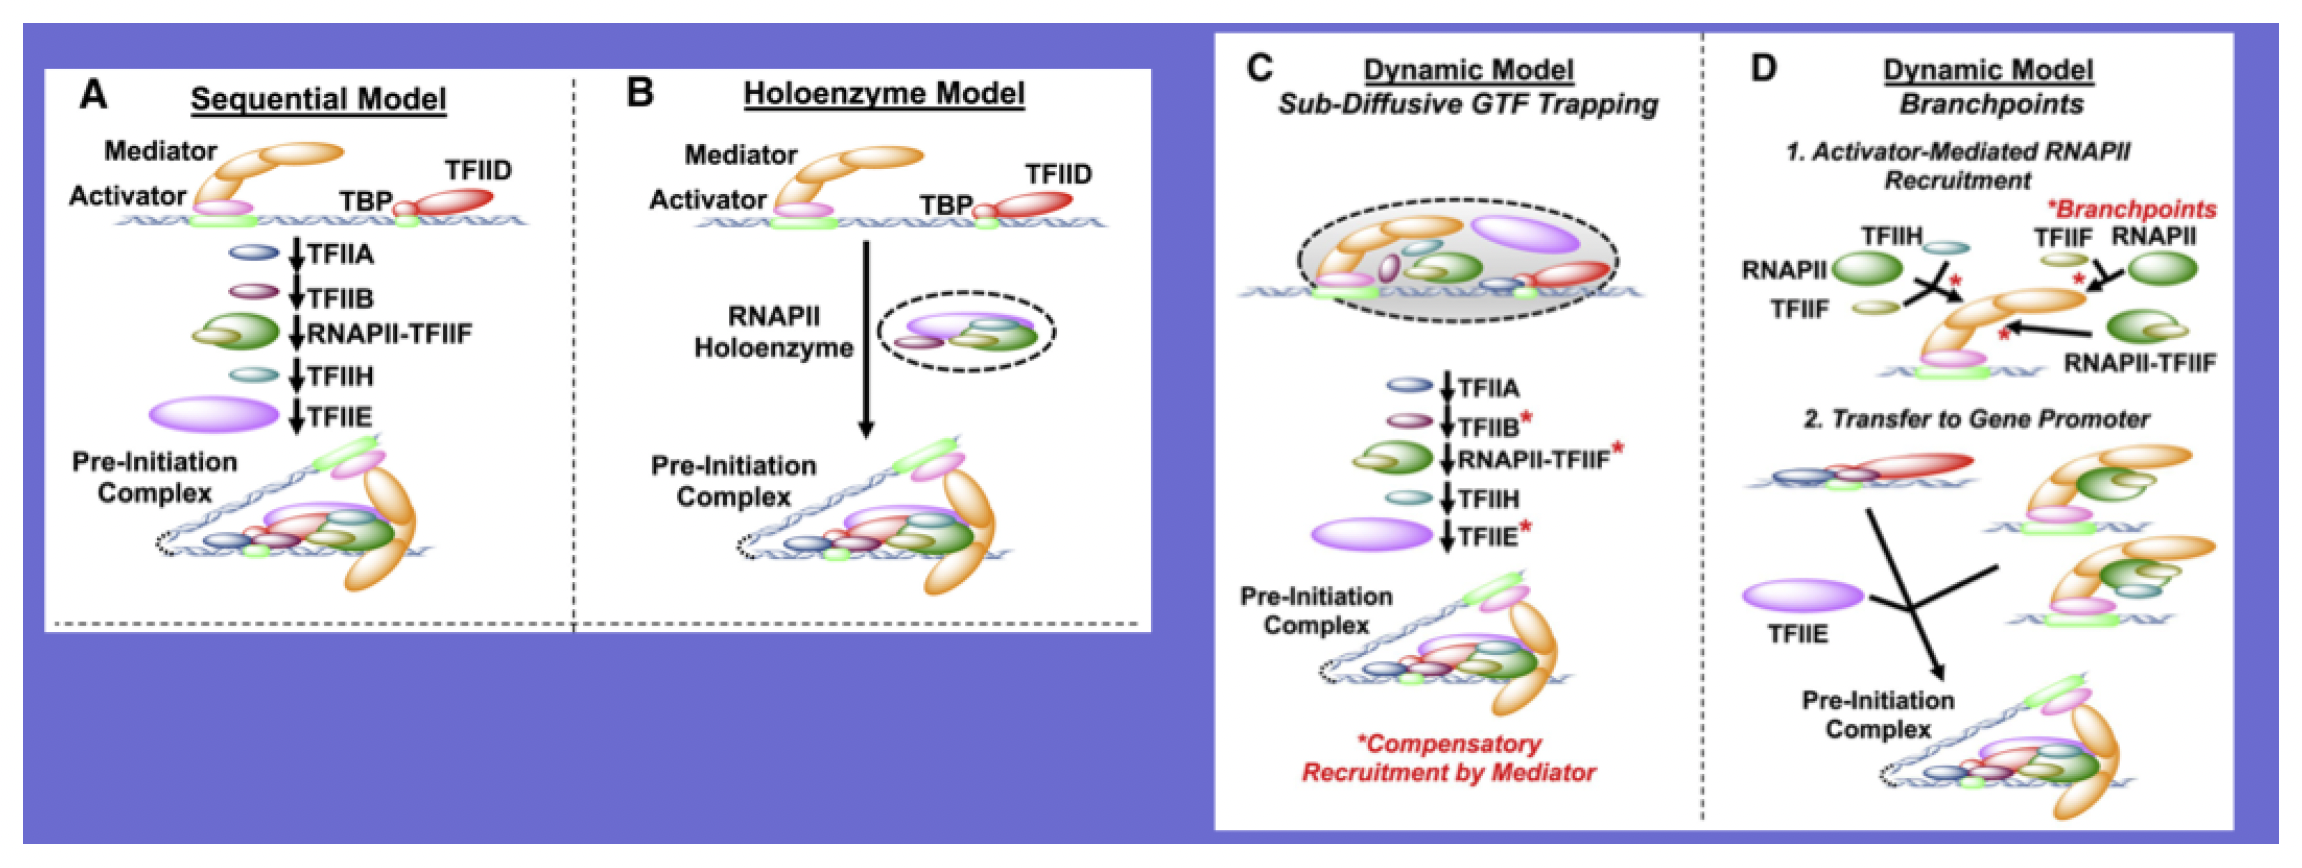 A
Sequential Model
Mediator
Activator
TBP
TFIID
TFIIA
TFIIB
RNAPII-TFIIF
TFIIH
TFIIE
Pre-Initiation
Complex
B
Holoenzyme Model
Mediator
Activator
TBP
TFIID
RNAPII
Holoenzyme
Pre-Initiation
Complex
C
Dynamic Model
Sub-Diffusive GTF Trapping
TFIIA
TFIIB*
RNAPII-TFIIF*
TFIIH
TFIIE*
Pre-Initiation
Complex
*Compensatory
Recruitment by Mediator
D
Dynamic Model
Branchpoints
1. Activator-Mediated RNAPII
Recruitment
*Branchpoints
TFIIH
TFIIF RNAPII
RNAPII
*
*
TFIIF
*
RNAPII-TFIIF
2. Transfer to Gene Promoter
TFIIE
Pre-Initiation
Complex